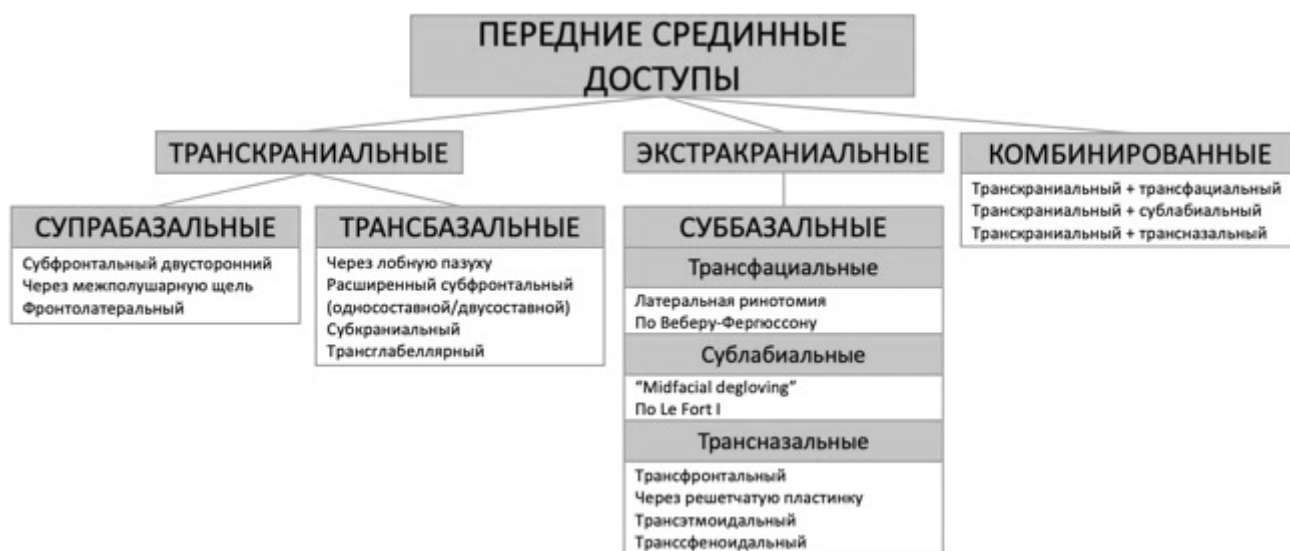 ПЕРЕДНИЕ СРЕДИННЫЕ
ДОСТУПЫ
ТРАНСКРАНИАЛЬНЫЕ
ЭКСТРАКРАНИАЛЬНЫЕ
КОМБИНИРОВАННЫЕ
Транскраниальный + трансфациальный
Транскраниальный + сублабиальный
Транскраниальный + трансназальный
СУПРАБАЗАЛЬНЫЕ
Субфронтальный двусторонний
Через межполушарную щель
Фронтолатеральный
ТРАНСБАЗАЛЬНЫЕ
Через лобную пазуху
Расширенный субфронтальный
(односоставной/двусоставной)
Субкраниальный
Трансглабеллярный
СУББАЗАЛЬНЫЕ
Трансфациальные
Латеральная ринотомия
По Веберу-Фергюссону
Сублабиальные
“Midfacial degloving”
По Le Fort I
Трансназальные
Трансфронтальный
Через решетчатую пластинку
Трансэтмоидальный
Транссфеноидальный